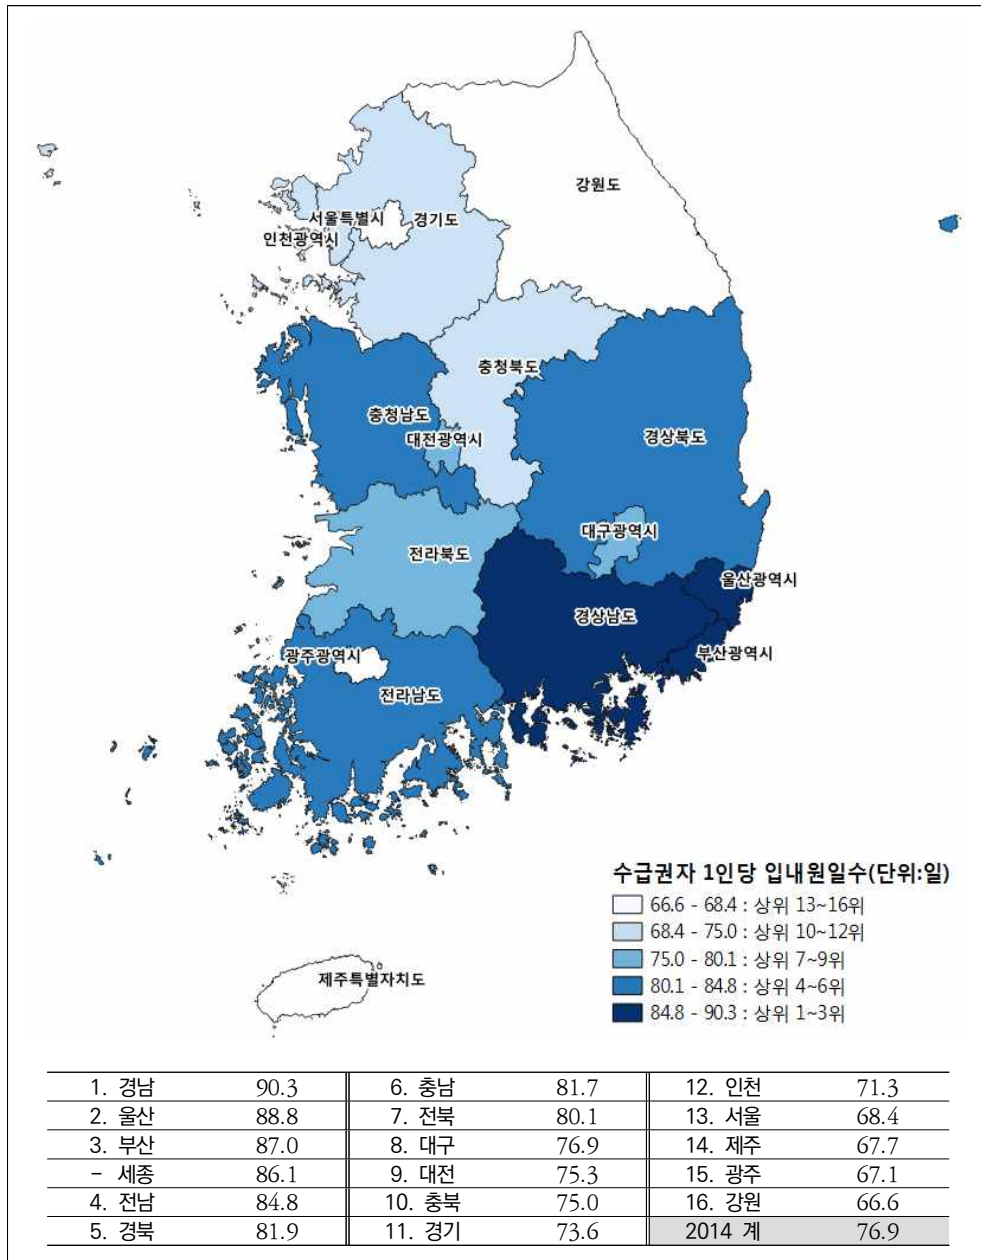 강원도
서울특별시
경기도
인천광역시
충청북도
충청남도
대전광역시
경상북도
대구광역시
전라북도
울산광역시
경상남도
부산광역시
광주광역시
전라남도
제주특별자치도
수급권자 1인당 입내원일수(단위:일)
66.6 - 68.4 : 상위 13~16위
68.4 - 75.0 : 상위 10~12위
75.0 - 80.1 : 상위 7~9위
80.1 - 84.8 : 상위 4~6위
84.8 - 90.3 : 상위 1~3위
1. 경남 90.3 6. 충남 81.7 12. 인천 71.3
2. 울산 88.8 7. 전북 80.1 13. 서울 68.4
3. 부산 87.0 8. 대구 76.9 14. 제주 67.7
- 세종 86.1 9. 대전 75.3 15. 광주 67.1
4. 전남 84.8 10. 충북 75.0 16. 강원 66.6
5. 경북 81.9 11. 경기 73.6 2014 계 76.9